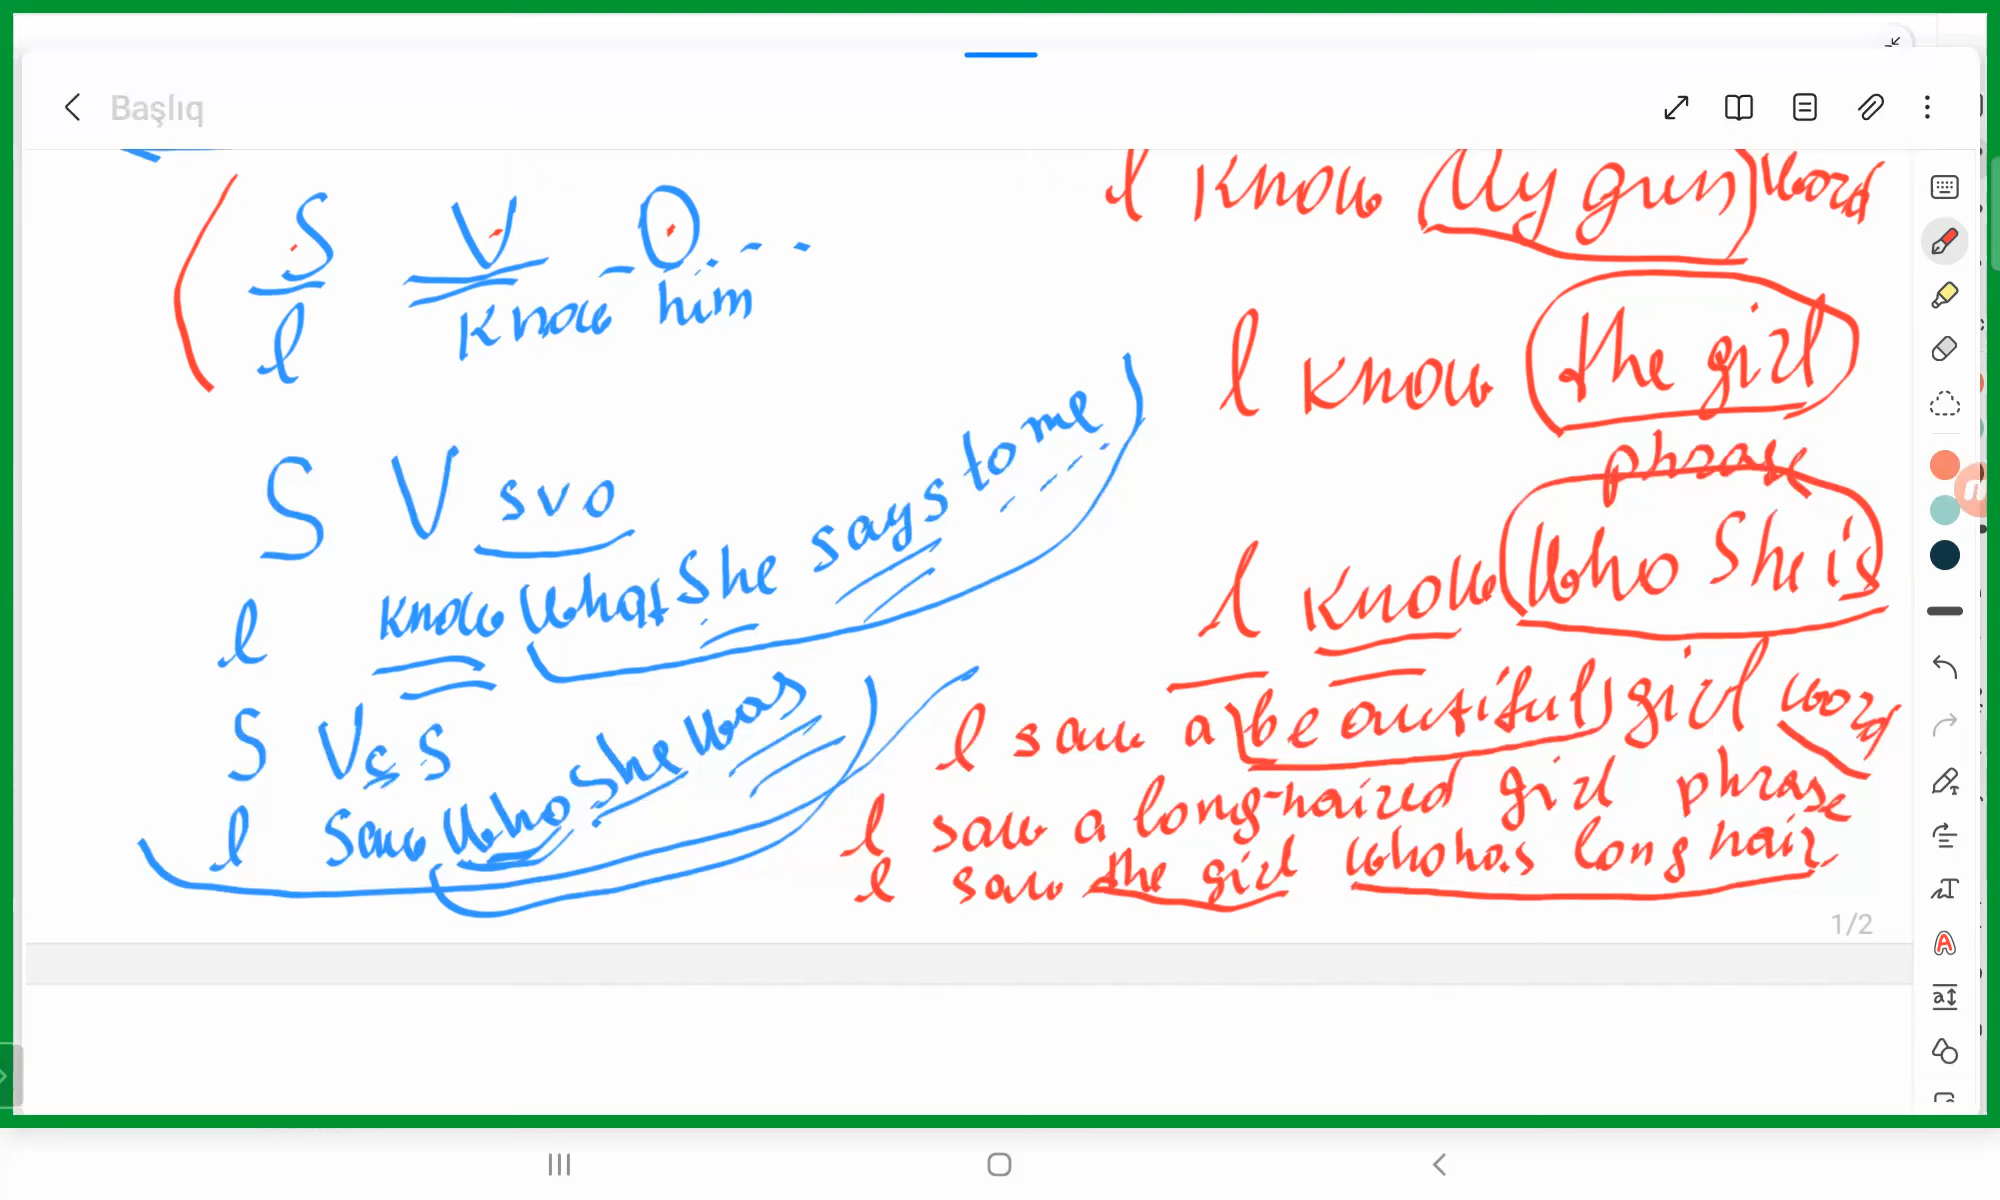 Başlıq
S V O
I know him
S V svo
I know what she says to me
S V s s
I saw who she was
I know (Aygun) word
I know the girl
phrase
I know who she is
I saw a (beautiful) girl word
I saw a long-haired girl phrase
I saw the girl who has long hair
1/2